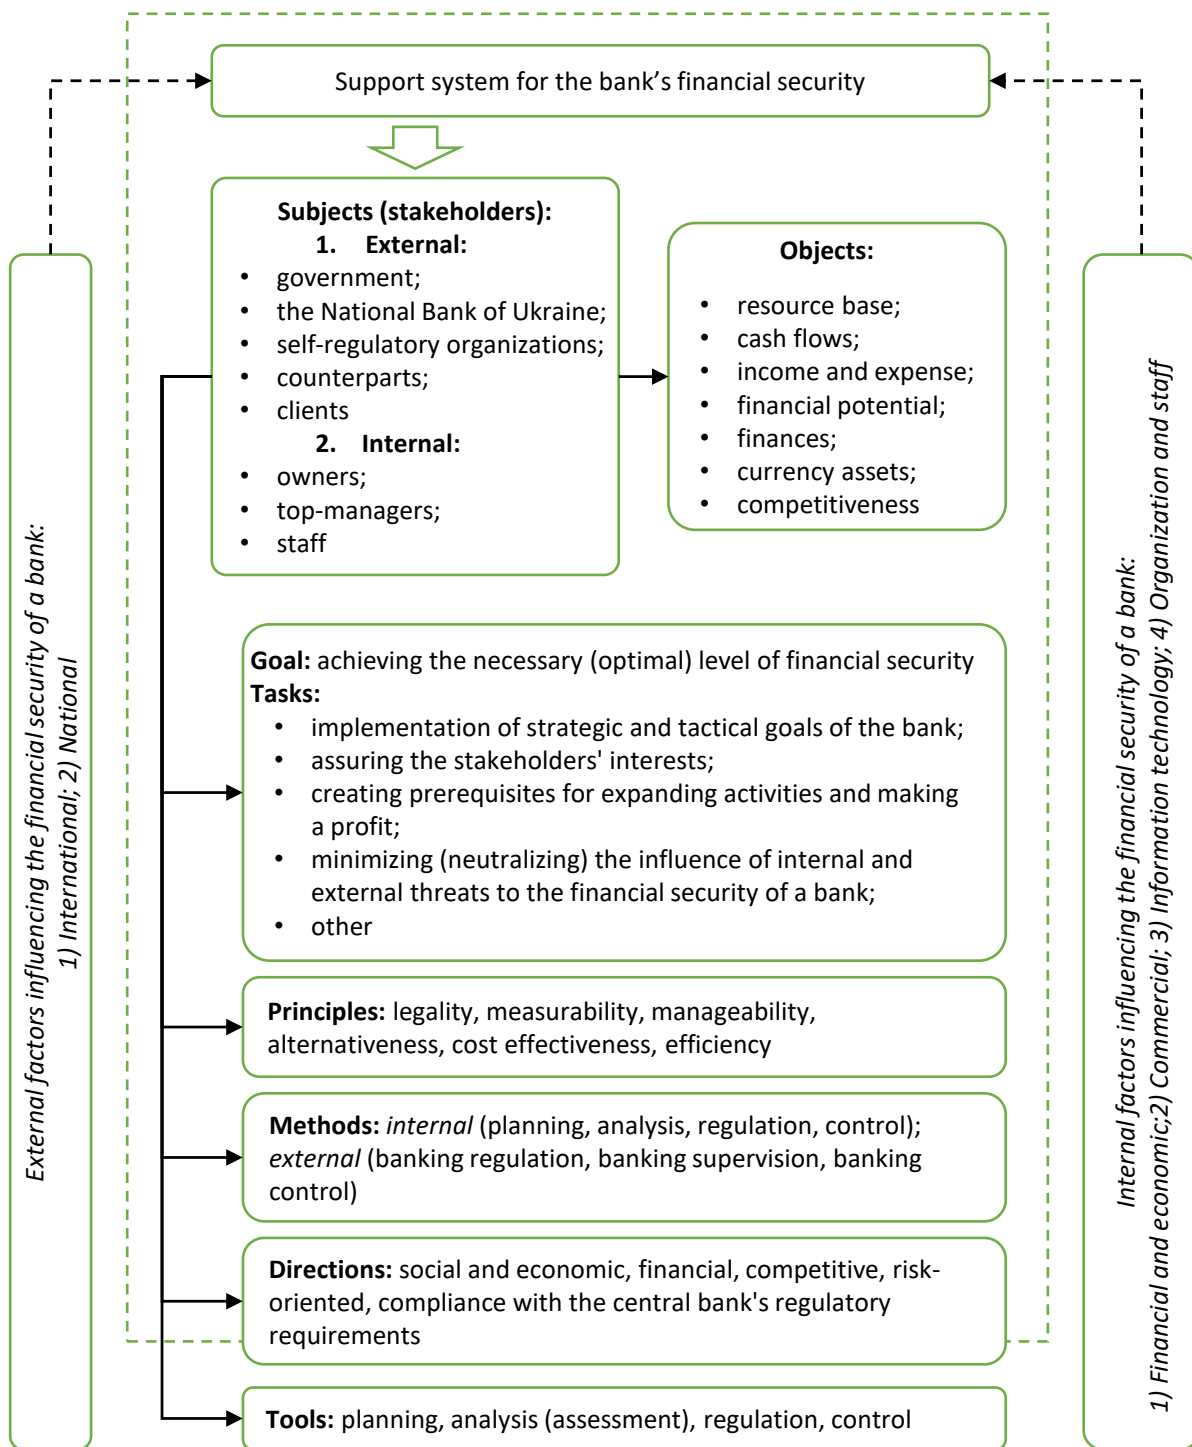 Support system for the bank's financial security
Subjects (stakeholders):
1. External:
• government;
• the National Bank of Ukraine;
• self-regulatory organizations;
• counterparts;
• clients
2. Internal:
• owners;
• top-managers;
• staff
Objects:
• resource base;
• cash flows;
• income and expense;
• financial potential;
• finances;
• currency assets;
• competitiveness
Goal: achieving the necessary (optimal) level of financial security
Tasks:
• implementation of strategic and tactical goals of the bank;
• assuring the stakeholders' interests;
• creating prerequisites for expanding activities and making
a profit;
• minimizing (neutralizing) the influence of internal and
external threats to the financial security of a bank;
• other
Principles: legality, measurability, manageability,
alternativeness, cost effectiveness, efficiency
Methods: internal (planning, analysis, regulation, control);
external (banking regulation, banking supervision, banking
control)
Directions: social and economic, financial, competitive, risk-
oriented, compliance with the central bank's regulatory
requirements
Tools: planning, analysis (assessment), regulation, control
External factors influencing the financial security of a bank:
1) International; 2) National
Internal factors influencing the financial security of a bank:
1) Financial and economic;2) Commercial; 3) Information technology; 4) Organization and staff